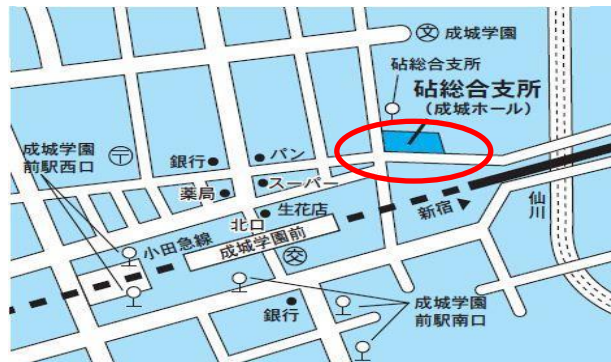 文 成城学園
砧総合支所
砧総合支所
(成城ホール)
成城学園
前駅西口
〒
銀行
パン
薬局
スーパー
北口
生花店
小田急線
成城学園前
交
新宿
仙川
銀行
成城学園
前駅南口